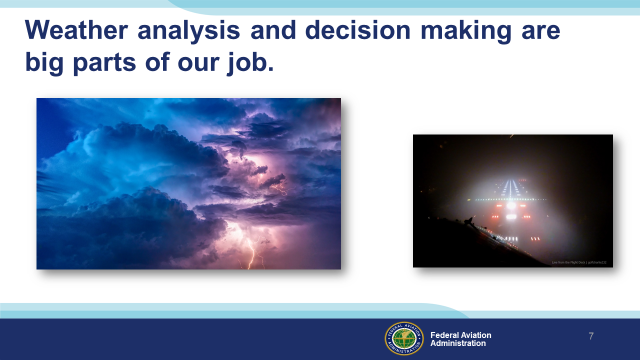 Weather analysis and decision making are
big parts of our job.
Federal Aviation
Administration
7